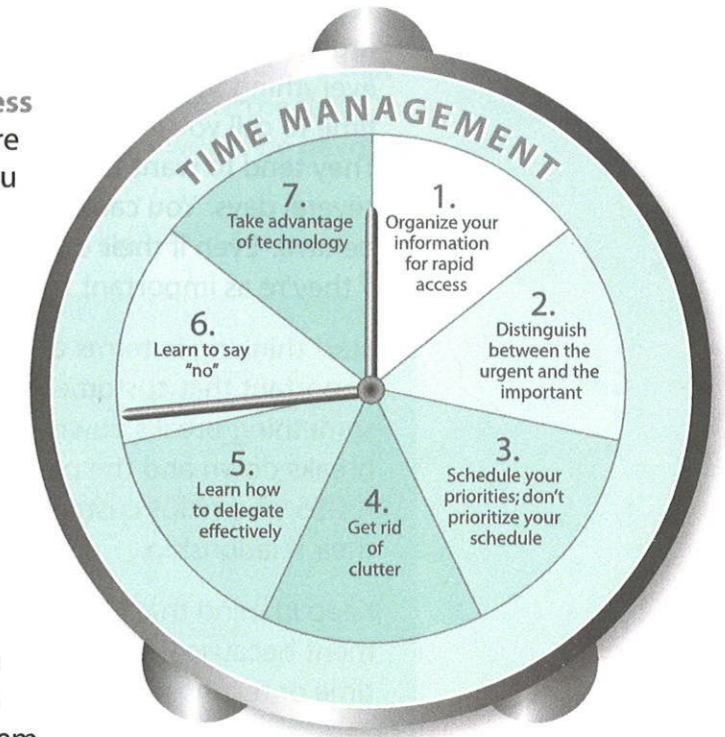 ess
re
u
TIME MANAGEMENT
1.
Organize your
information
for rapid
access
2.
Distinguish
between the
urgent and the
important
3.
Schedule your
priorities; don't
prioritize your
schedule
4.
Get rid
of
clutter
5.
Learn how
to delegate
effectively
6.
Learn to say
"no"
7.
Take advantage
of technology